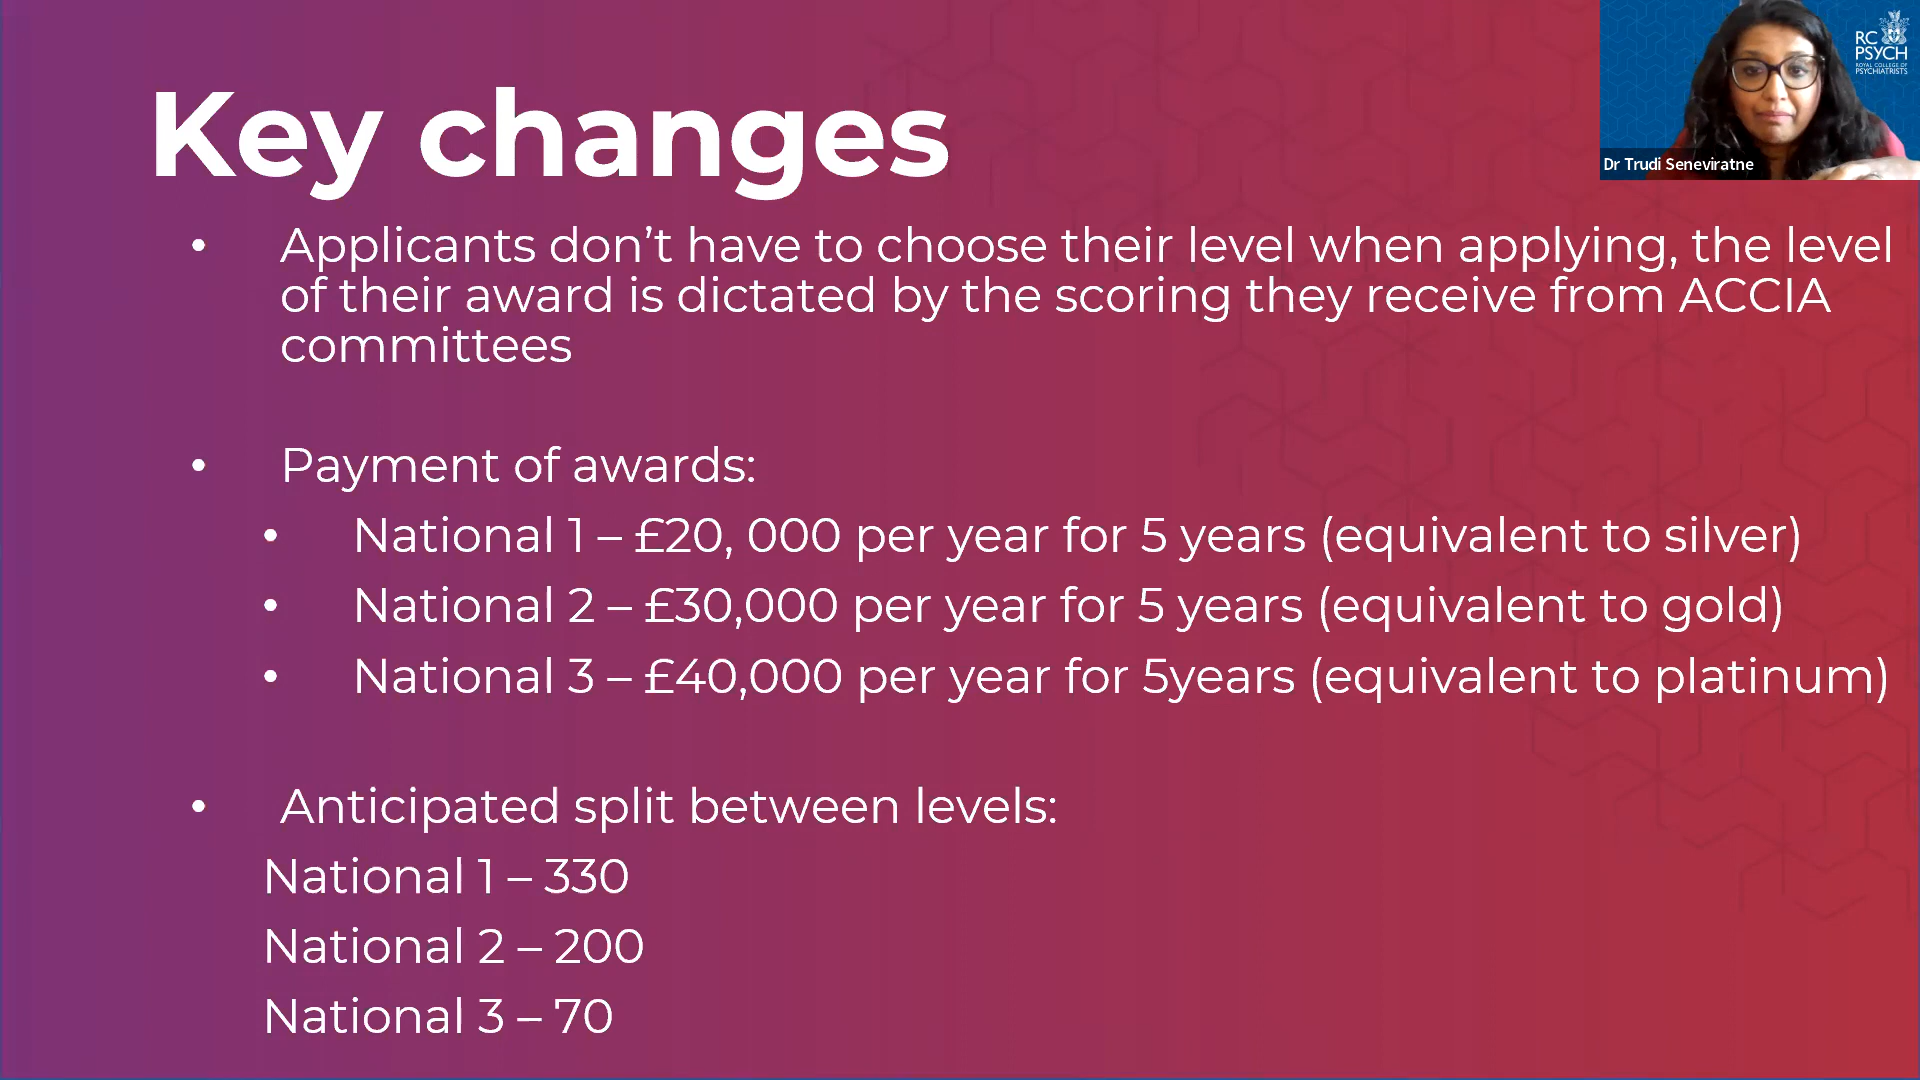 Key changes
• Applicants don’t have to choose their level when applying, the level
of their award is dictated by the scoring they receive from ACCIA
committees
• Payment of awards:
• National 1 – £20, 000 per year for 5 years (equivalent to silver)
• National 2 – £30,000 per year for 5 years (equivalent to gold)
• National 3 – £40,000 per year for 5years (equivalent to platinum)
• Anticipated split between levels:
National 1 – 330
National 2 – 200
National 3 – 70
RC
PSYCH
ROYAL COLLEGE OF
PSYCHIATRISTS
Dr Trudi Seneviratne